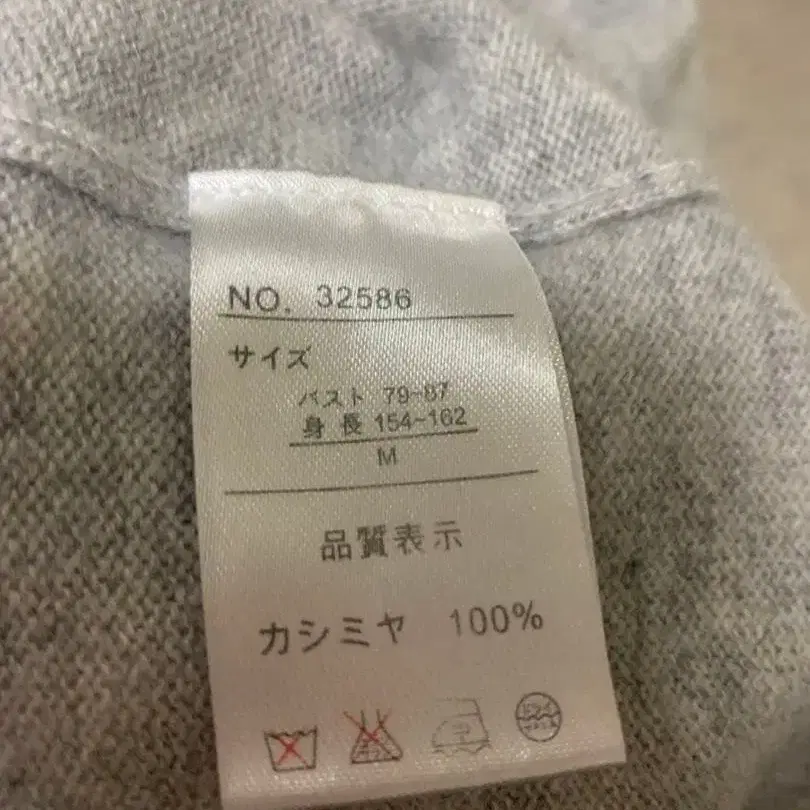 NO. 32586
サイズ
バスト 79-87
身長 154-162
M
品質表示
カシミヤ 100%